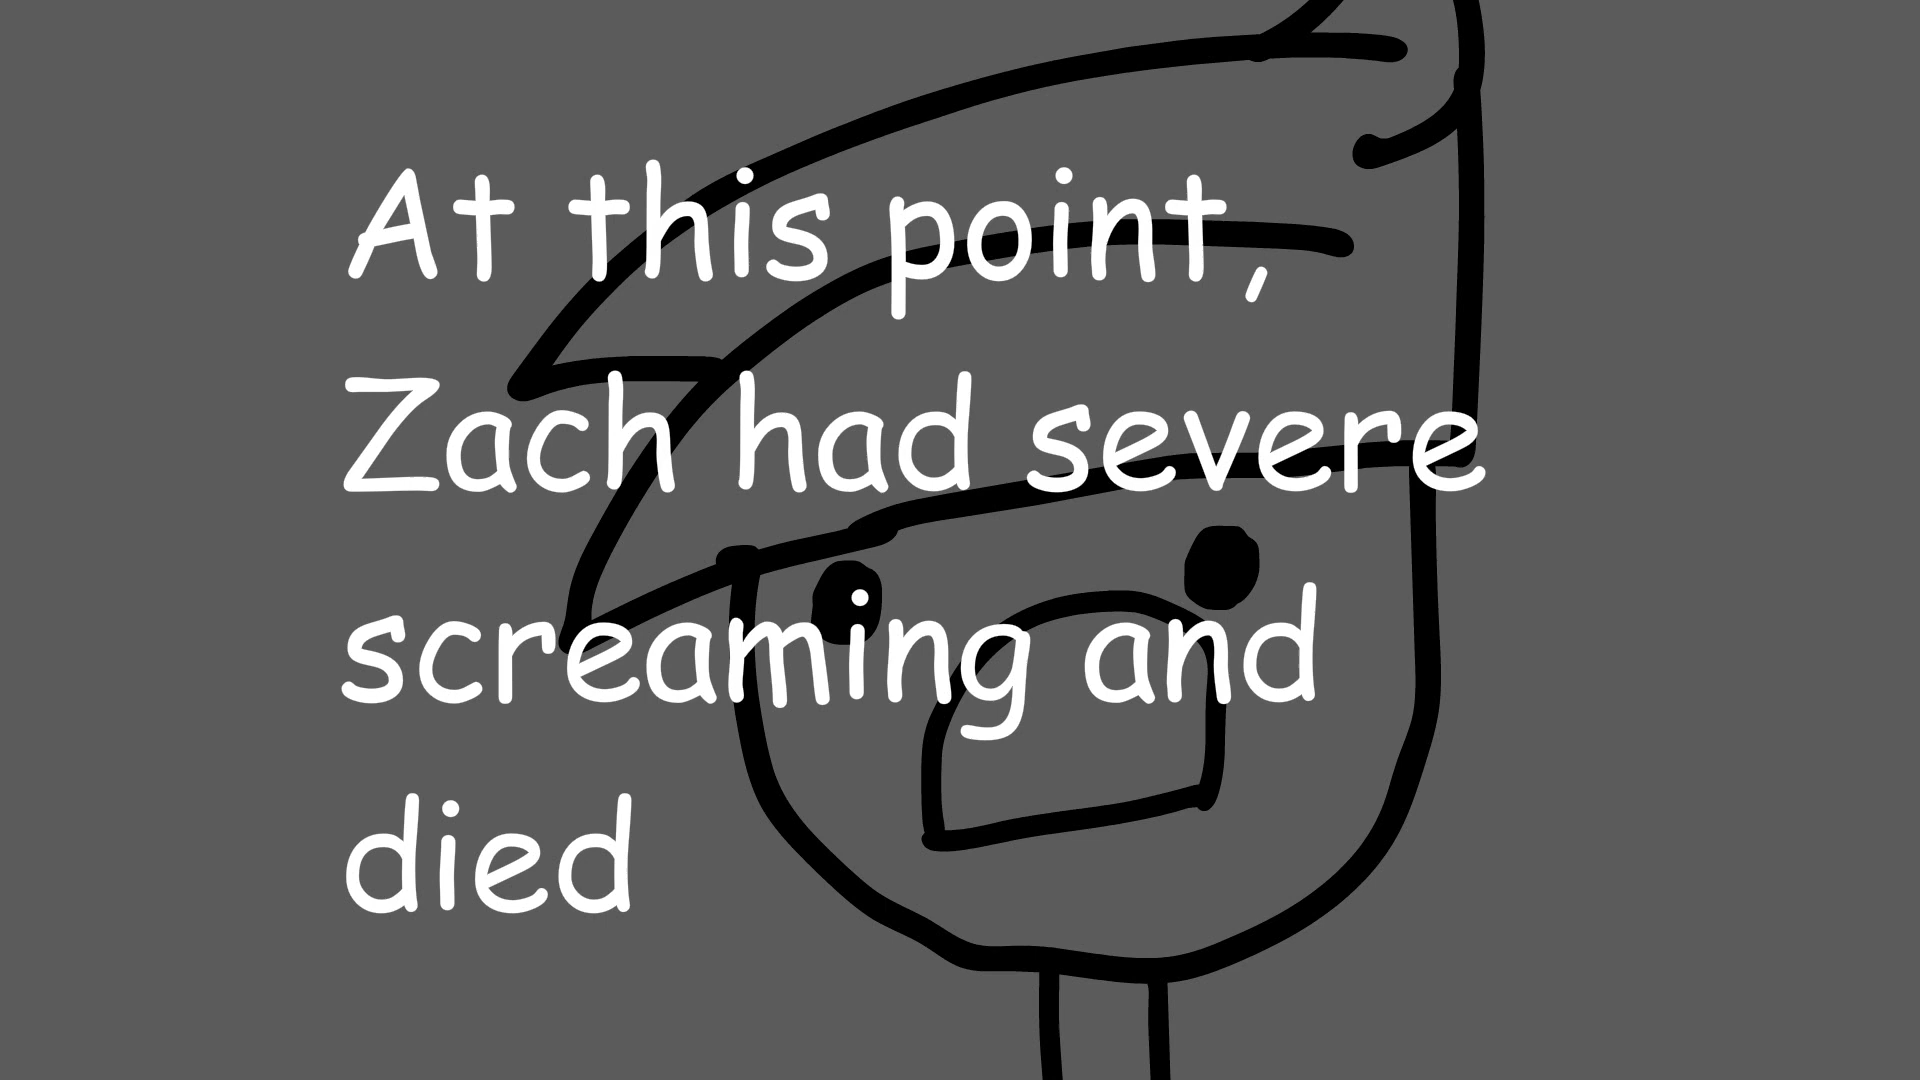 At this point,
Zach had severe
screaming and
died